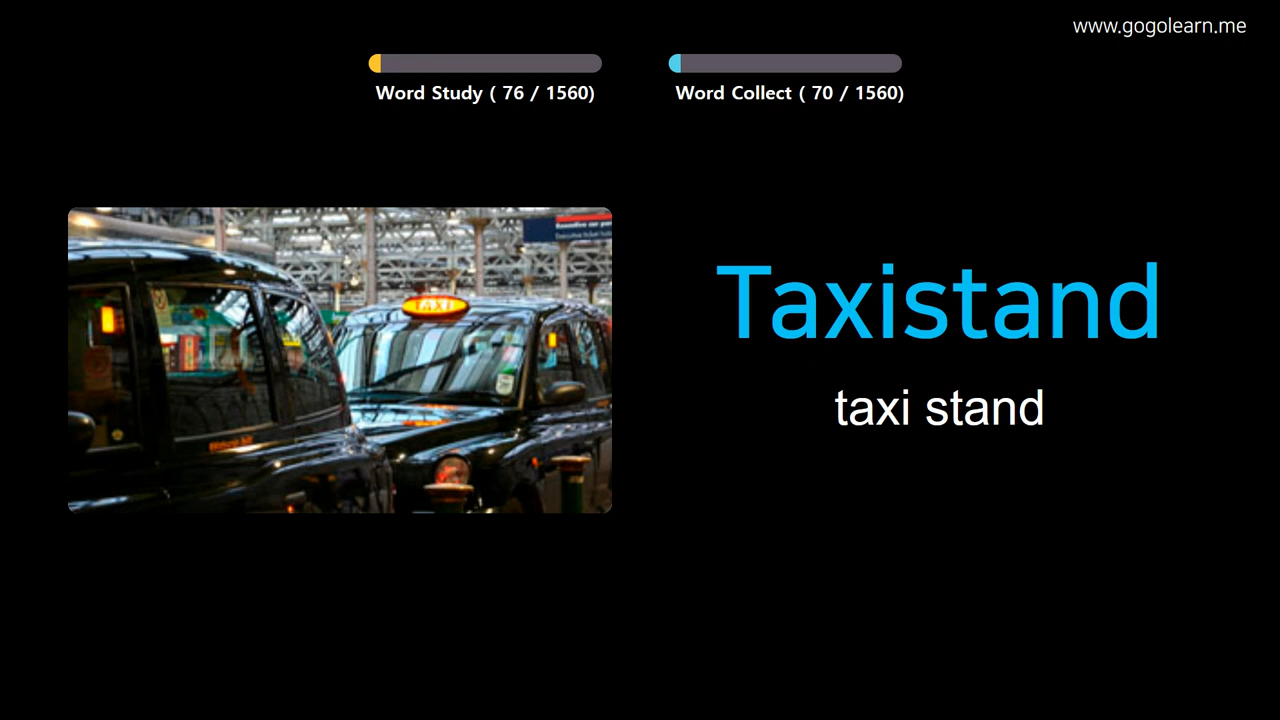 www.gogolearn.me
Word Study ( 76 / 1560)
Word Collect ( 70 / 1560)
TAXI
Taxistand
taxi stand